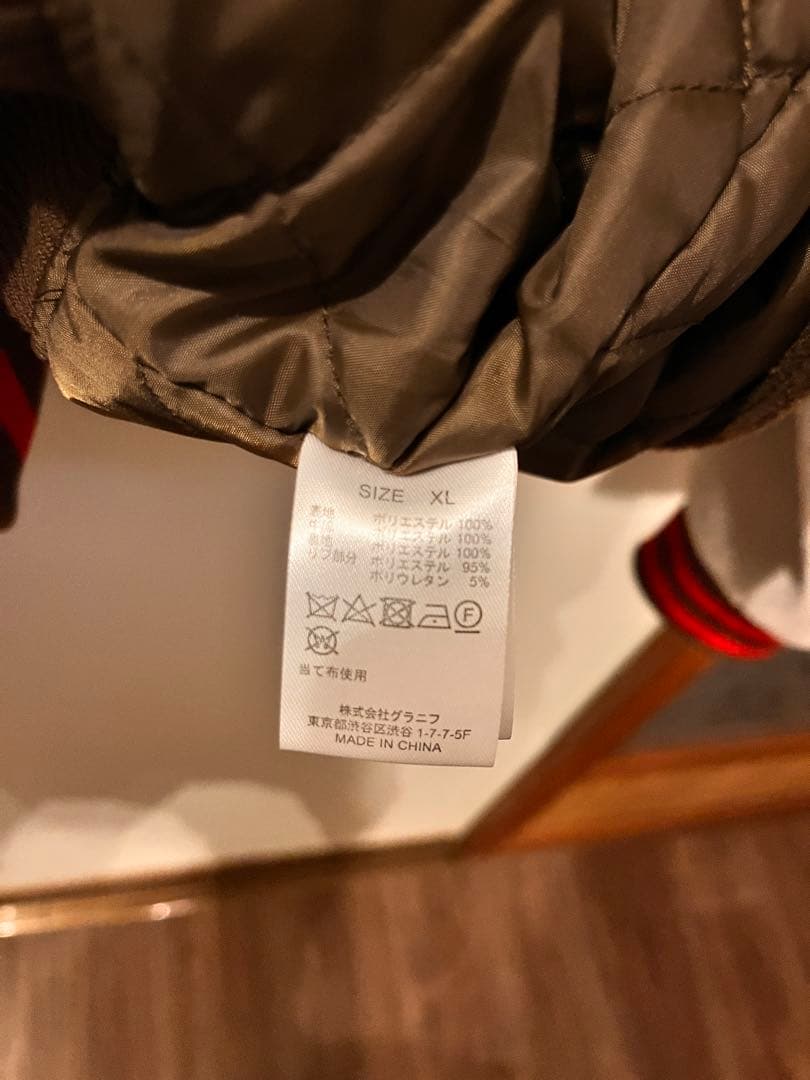 SIZE XL
表地 ポリエステル 100%
中綿 ポリエステル 100%
裏地 ポリエステル 100%
リブ部分 ポリエステル 95%
ポリウレタン 5%
F
W
当て布使用
株式会社グラニフ
東京都渋谷区渋谷 1-7-7-5F
MADE IN CHINA